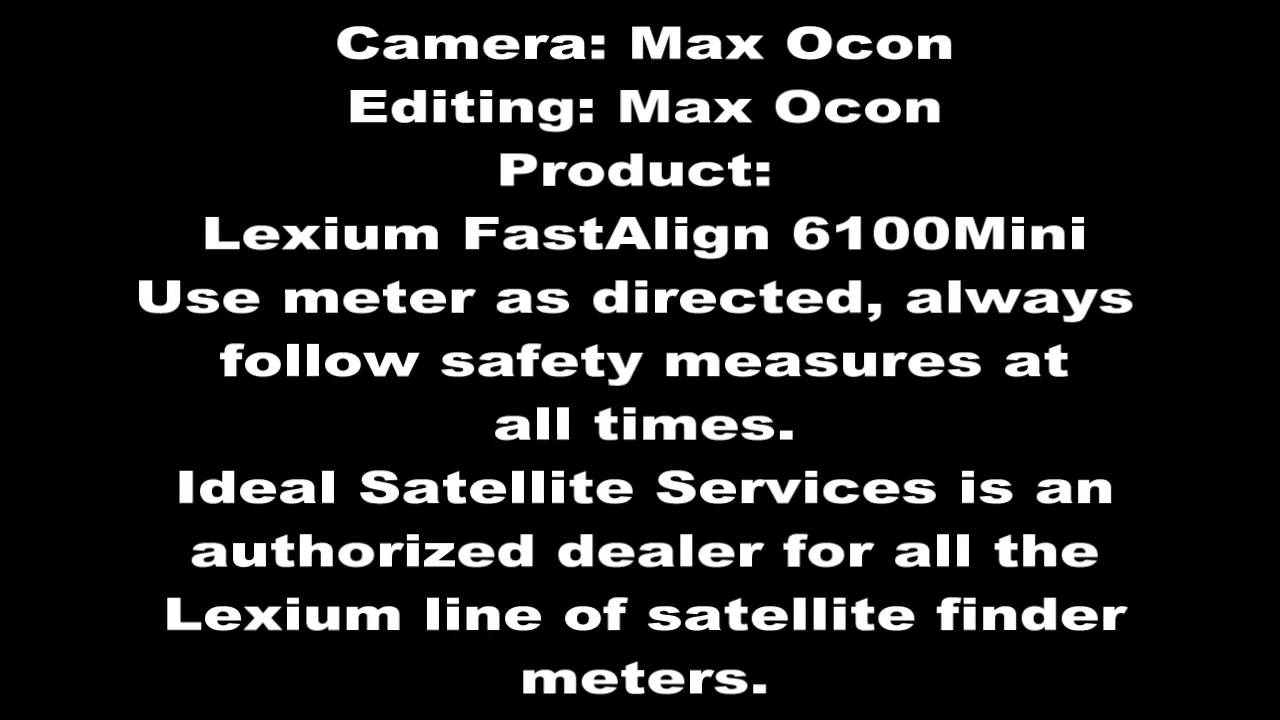 Camera: Max Ocon
Editing: Max Ocon
Product:
Lexium FastAlign 6100Mini
Use meter as directed, always
follow safety measures at
all times.
Ideal Satellite Services is an
authorized dealer for all the
Lexium line of satellite finder
meters.